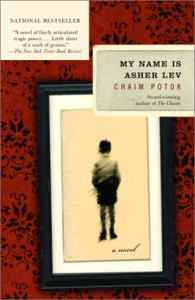 NATIONAL BESTSELLER
"A novel of finely articulated
tragic power. . . . Little short
of a work of genius."
—The New York Times Book Review
MY NAME IS
ASHER LEV
CHAIM POTOK
Award-winning
author of The Chosen
a novel